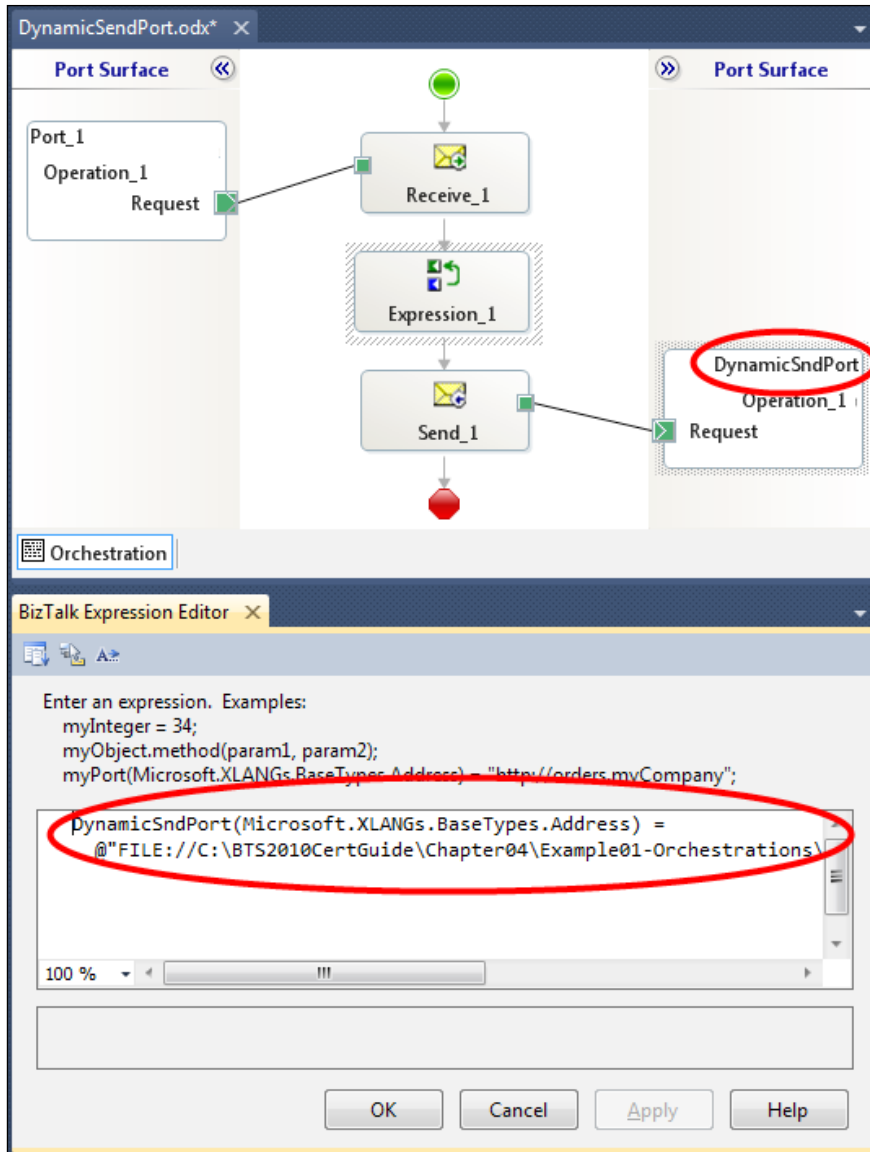 DynamicSendPort.odx*
Port Surface
Port Surface
Port_1
Operation_1
Request
Receive_1
Expression_1
DynamicSndPort
Operation_1
Request
Send_1
Orchestration
BizTalk Expression Editor
A
Enter an expression. Examples:
myInteger = 34;
myObject.method(param1, param2);
myPort(Microsoft.XLANGs.BaseTypes.Address) = "http://orders.myCompany";
DynamicSndPort(Microsoft.XLANGs.BaseTypes.Address) =
@"FILE://C:\BTS2010CertGuide\Chapter04\Example01-Orchestrations\
100 %
OK Cancel Apply Help